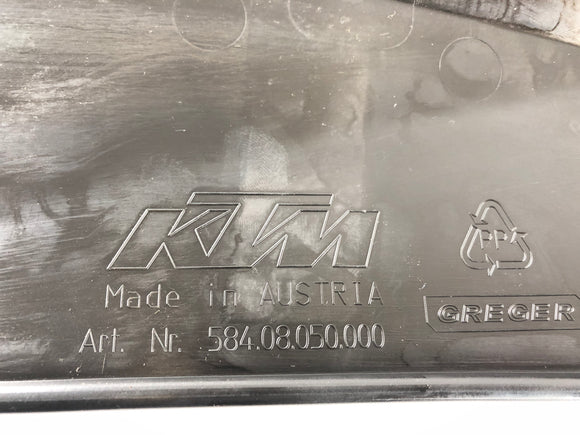 KTM
Made in AUSTRIA
Art. Nr. 584.08.050.000
PP
GREGER